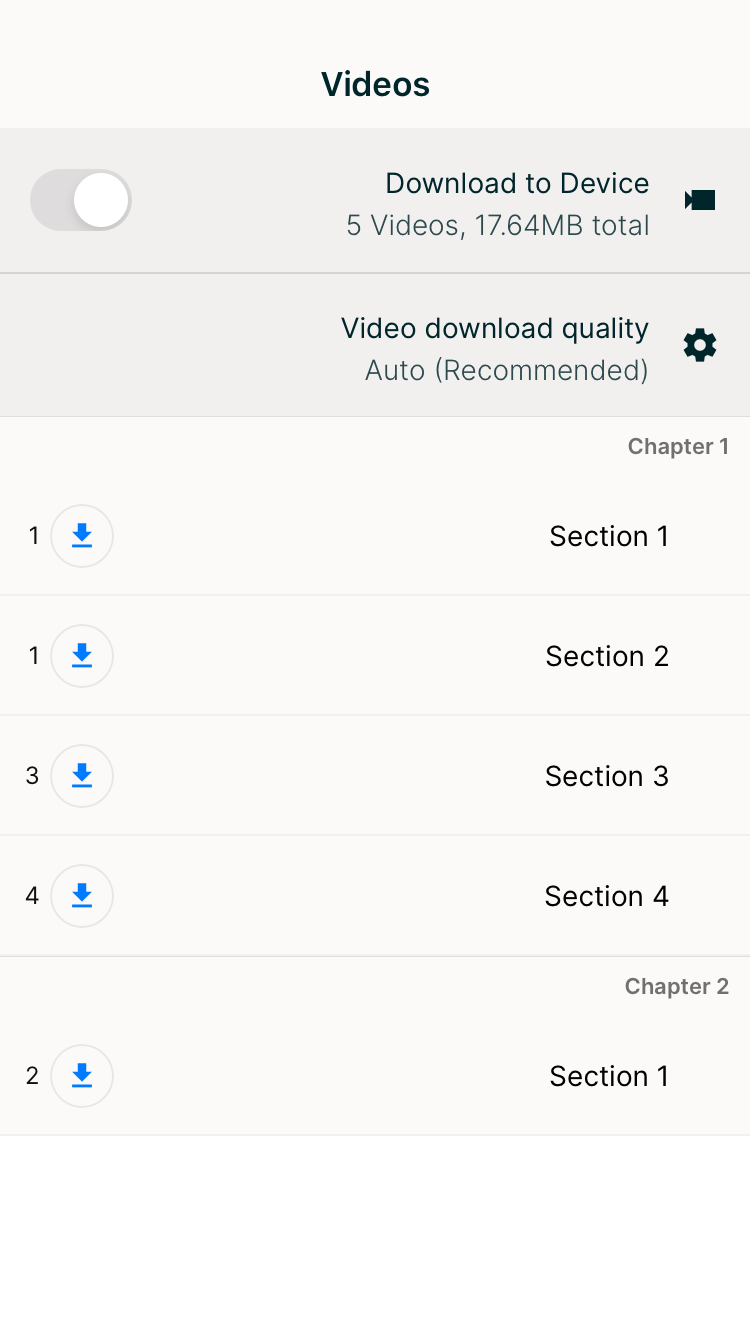 Videos
Download to Device
5 Videos, 17.64MB total
Video download quality
Auto (Recommended)
Chapter 1
1 Section 1
1 Section 2
3 Section 3
4 Section 4
Chapter 2
2 Section 1